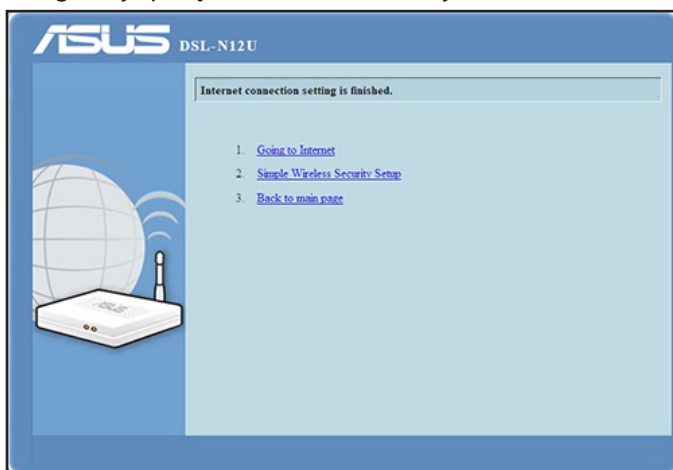 ASUS DSL-N12U
Internet connection setting is finished.
1. Going to Internet
2. Simple Wireless Security Setup
3. Back to main page
ASUS